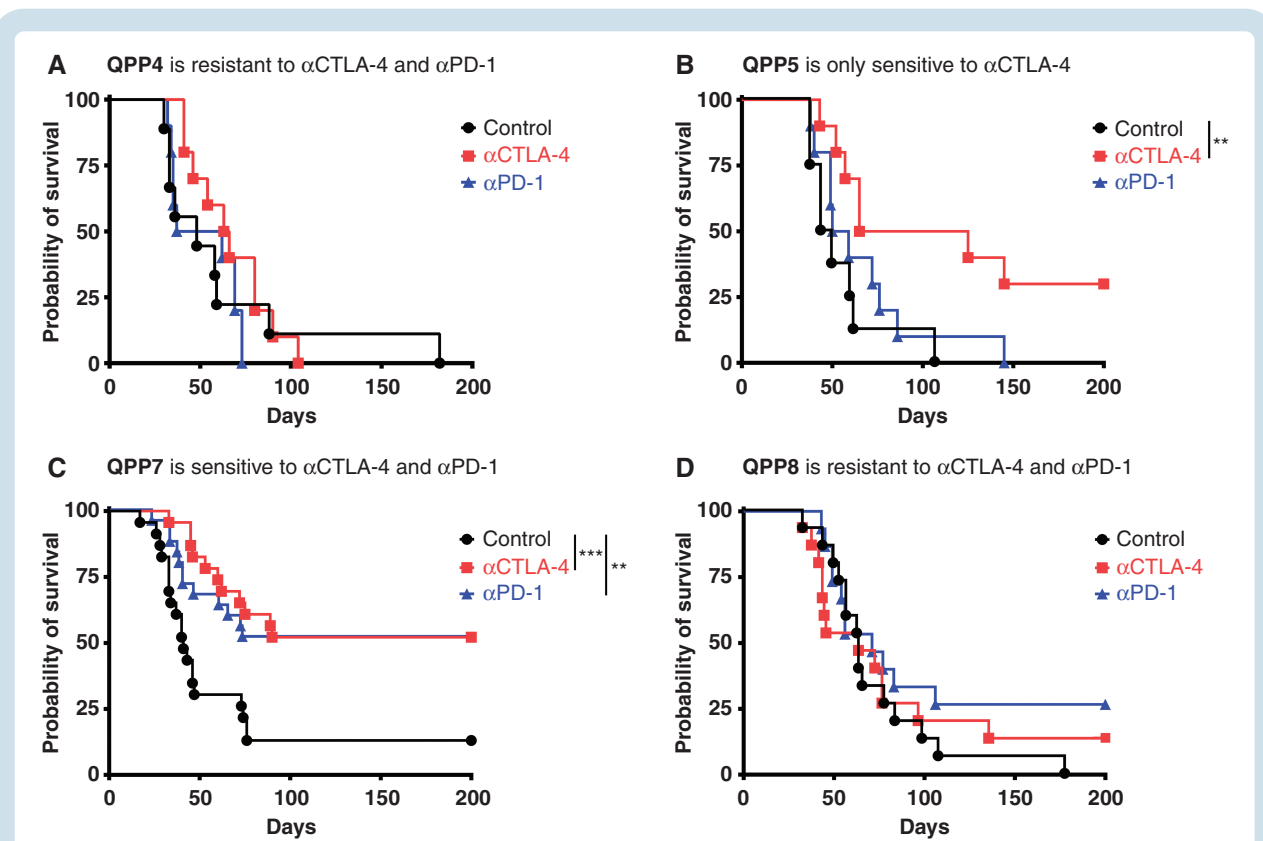 A QPP4 is resistant to αCTLA-4 and αPD-1
Probability of survival
100
75
50
25
0
0 50 100 150 200
Days
Control
αCTLA-4
αPD-1
B QPP5 is only sensitive to αCTLA-4
Probability of survival
100
75
50
25
0
0 50 100 150 200
Days
Control
αCTLA-4
αPD-1
**
C QPP7 is sensitive to αCTLA-4 and αPD-1
Probability of survival
100
75
50
25
0
0 50 100 150 200
Days
Control
αCTLA-4
αPD-1
***
**
D QPP8 is resistant to αCTLA-4 and αPD-1
Probability of survival
100
75
50
25
0
0 50 100 150 200
Days
Control
αCTLA-4
αPD-1